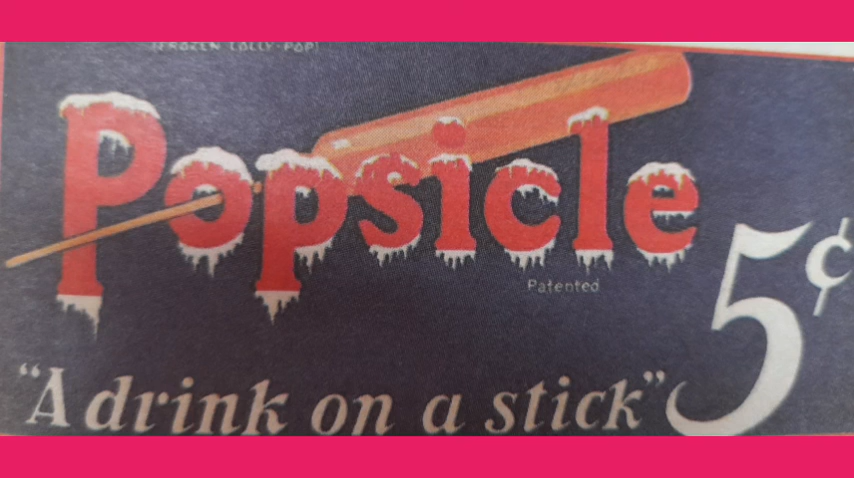 (FROZEN LOLLY-POP)
Popsicle
Patented
5¢
"A drink on a stick"